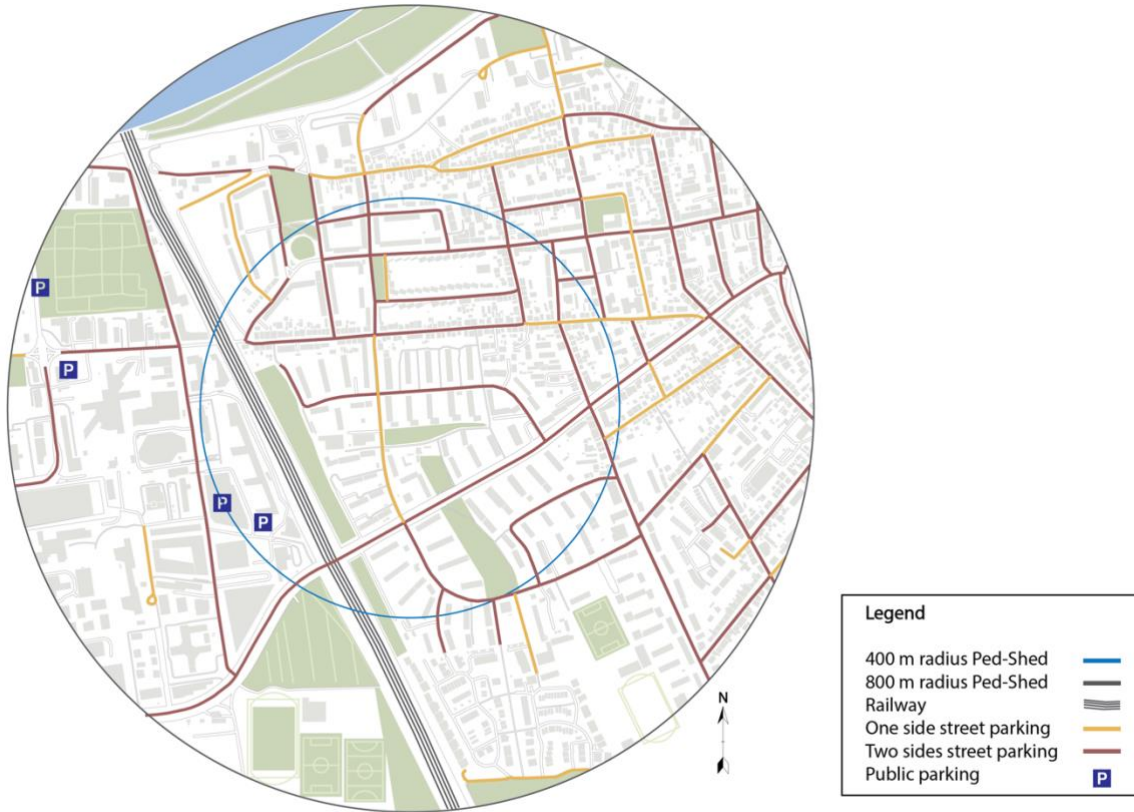 P
P
P
P
N
Legend
400 m radius Ped-Shed
800 m radius Ped-Shed
Railway
One side street parking
Two sides street parking
Public parking P